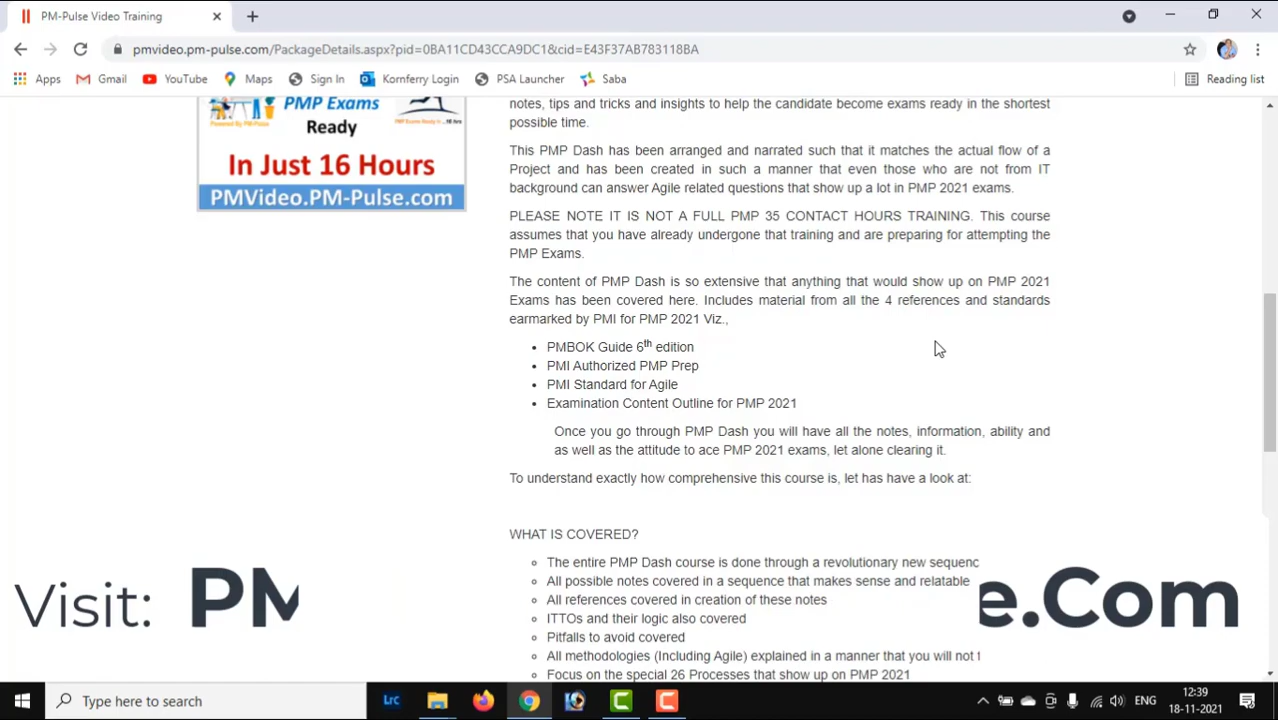 PM-Pulse Video Training
pmvideo.pm-pulse.com/PackageDetails.aspx?pid=0BA11CD43CCA9DC1&cid=E43F37AB783118BA
Apps Gmail YouTube Maps Sign In Kornferry Login PSA Launcher Saba Reading list
PMP Exams
Ready
In Just 16 Hours
PMVideo.PM-Pulse.com
notes, tips and tricks and insights to help the candidate become exams ready in the shortest
possible time.
This PMP Dash has been arranged and narrated such that it matches the actual flow of a
Project and has been created in such a manner that even those who are not from IT
background can answer Agile related questions that show up a lot in PMP 2021 exams.
PLEASE NOTE IT IS NOT A FULL PMP 35 CONTACT HOURS TRAINING. This course
assumes that you have already undergone that training and are preparing for attempting the
PMP Exams.
The content of PMP Dash is so extensive that anything that would show up on PMP 2021
Exams has been covered here. Includes material from all the 4 references and standards
earmarked by PMI for PMP 2021 Viz.,
PMBOK Guide 6th edition
PMI Authorized PMP Prep
PMI Standard for Agile
Examination Content Outline for PMP 2021
Once you go through PMP Dash you will have all the notes, information, ability and
as well as the attitude to ace PMP 2021 exams, let alone clearing it.
To understand exactly how comprehensive this course is, let has have a look at:
WHAT IS COVERED?
The entire PMP Dash course is done through a revolutionary new sequenc
All possible notes covered in a sequence that makes sense and relatable
All references covered in creation of these notes
ITTOs and their logic also covered
Pitfalls to avoid covered
All methodologies (Including Agile) explained in a manner that you will not
Focus on the special 26 Processes that show up on PMP 2021
Visit: PM e.Com
Type here to search
Lrc
ENG
12:39
18-11-2021